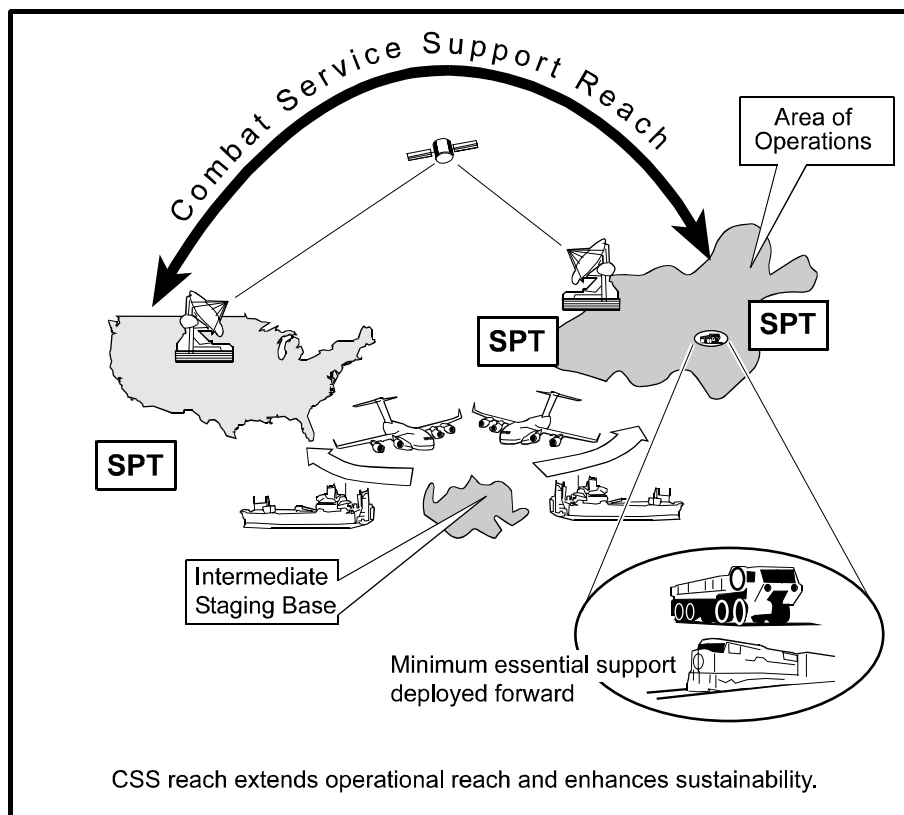 Combat Service Support Reach
Area of
Operations
SPT
SPT
SPT
Intermediate
Staging Base
Minimum essential support
deployed forward
CSS reach extends operational reach and enhances sustainability.